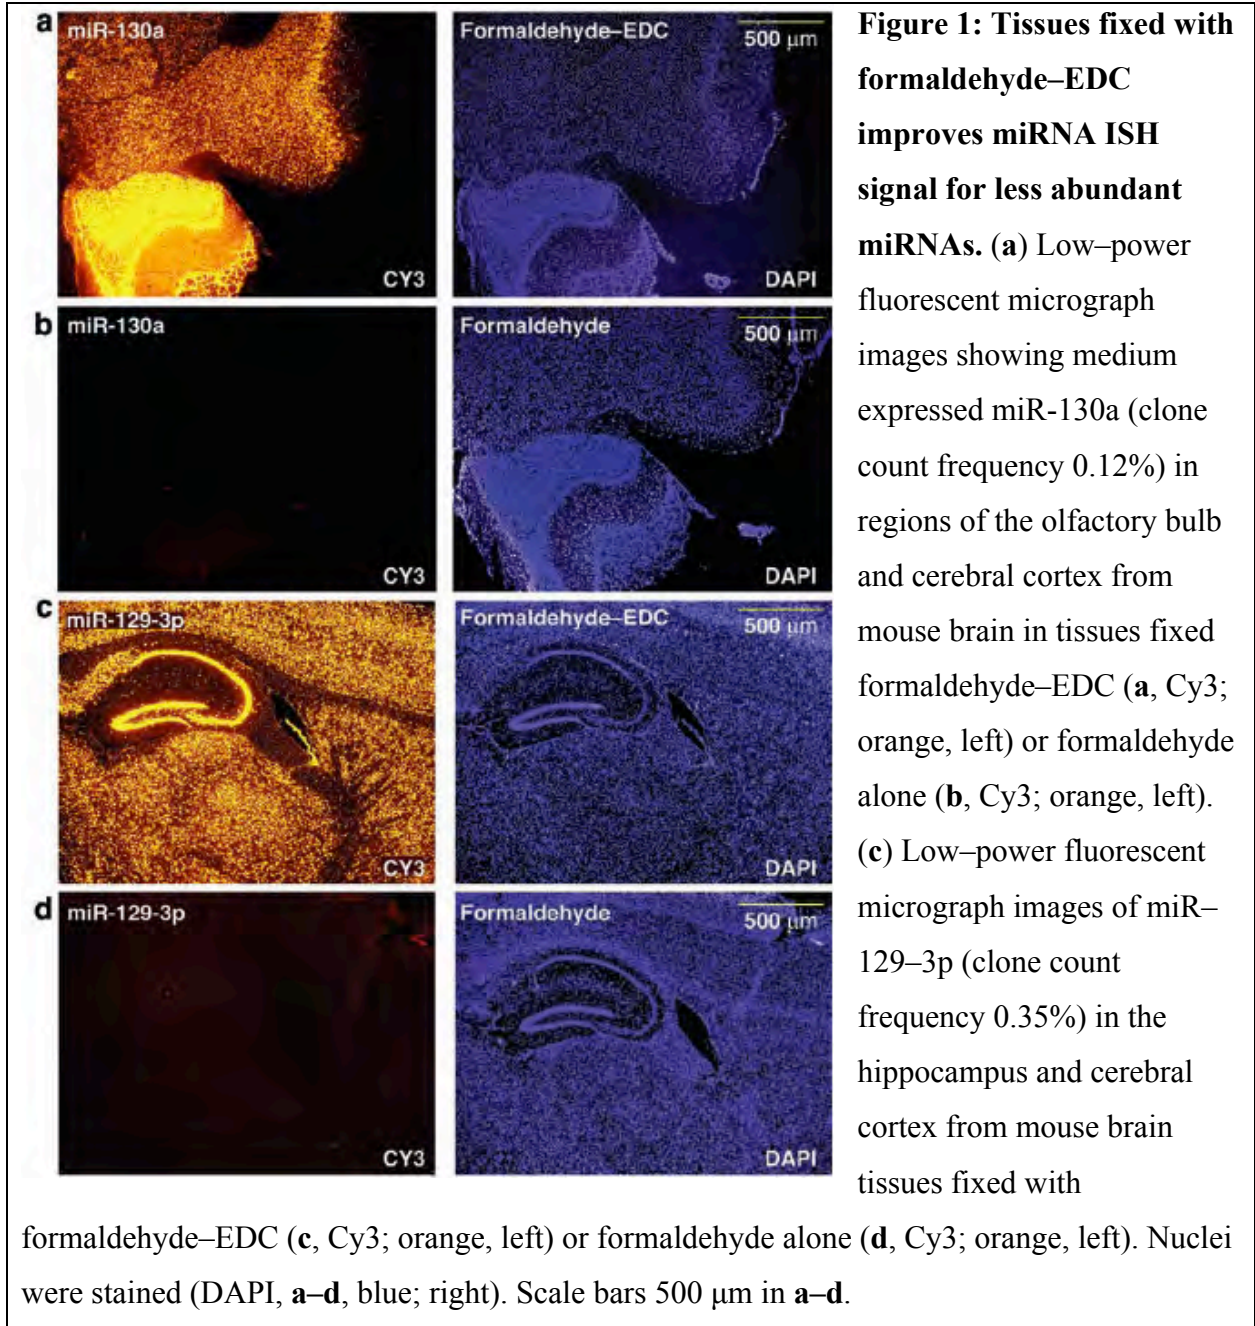 a miR-130a Formaldehyde–EDC 500 µm
CY3 DAPI
b miR-130a Formaldehyde 500 µm
CY3 DAPI
c miR-129-3p Formaldehyde–EDC 500 µm
CY3 DAPI
d miR-129-3p Formaldehyde 500 µm
CY3 DAPI
Figure 1: Tissues fixed with
formaldehyde–EDC
improves miRNA ISH
signal for less abundant
miRNAs. (a) Low–power
fluorescent micrograph
images showing medium
expressed miR-130a (clone
count frequency 0.12%) in
regions of the olfactory bulb
and cerebral cortex from
mouse brain in tissues fixed
formaldehyde–EDC (a, Cy3;
orange, left) or formaldehyde
alone (b, Cy3; orange, left).
(c) Low–power fluorescent
micrograph images of miR–
129–3p (clone count
frequency 0.35%) in the
hippocampus and cerebral
cortex from mouse brain
tissues fixed with
formaldehyde–EDC (c, Cy3; orange, left) or formaldehyde alone (d, Cy3; orange, left). Nuclei
were stained (DAPI, a–d, blue; right). Scale bars 500 µm in a–d.